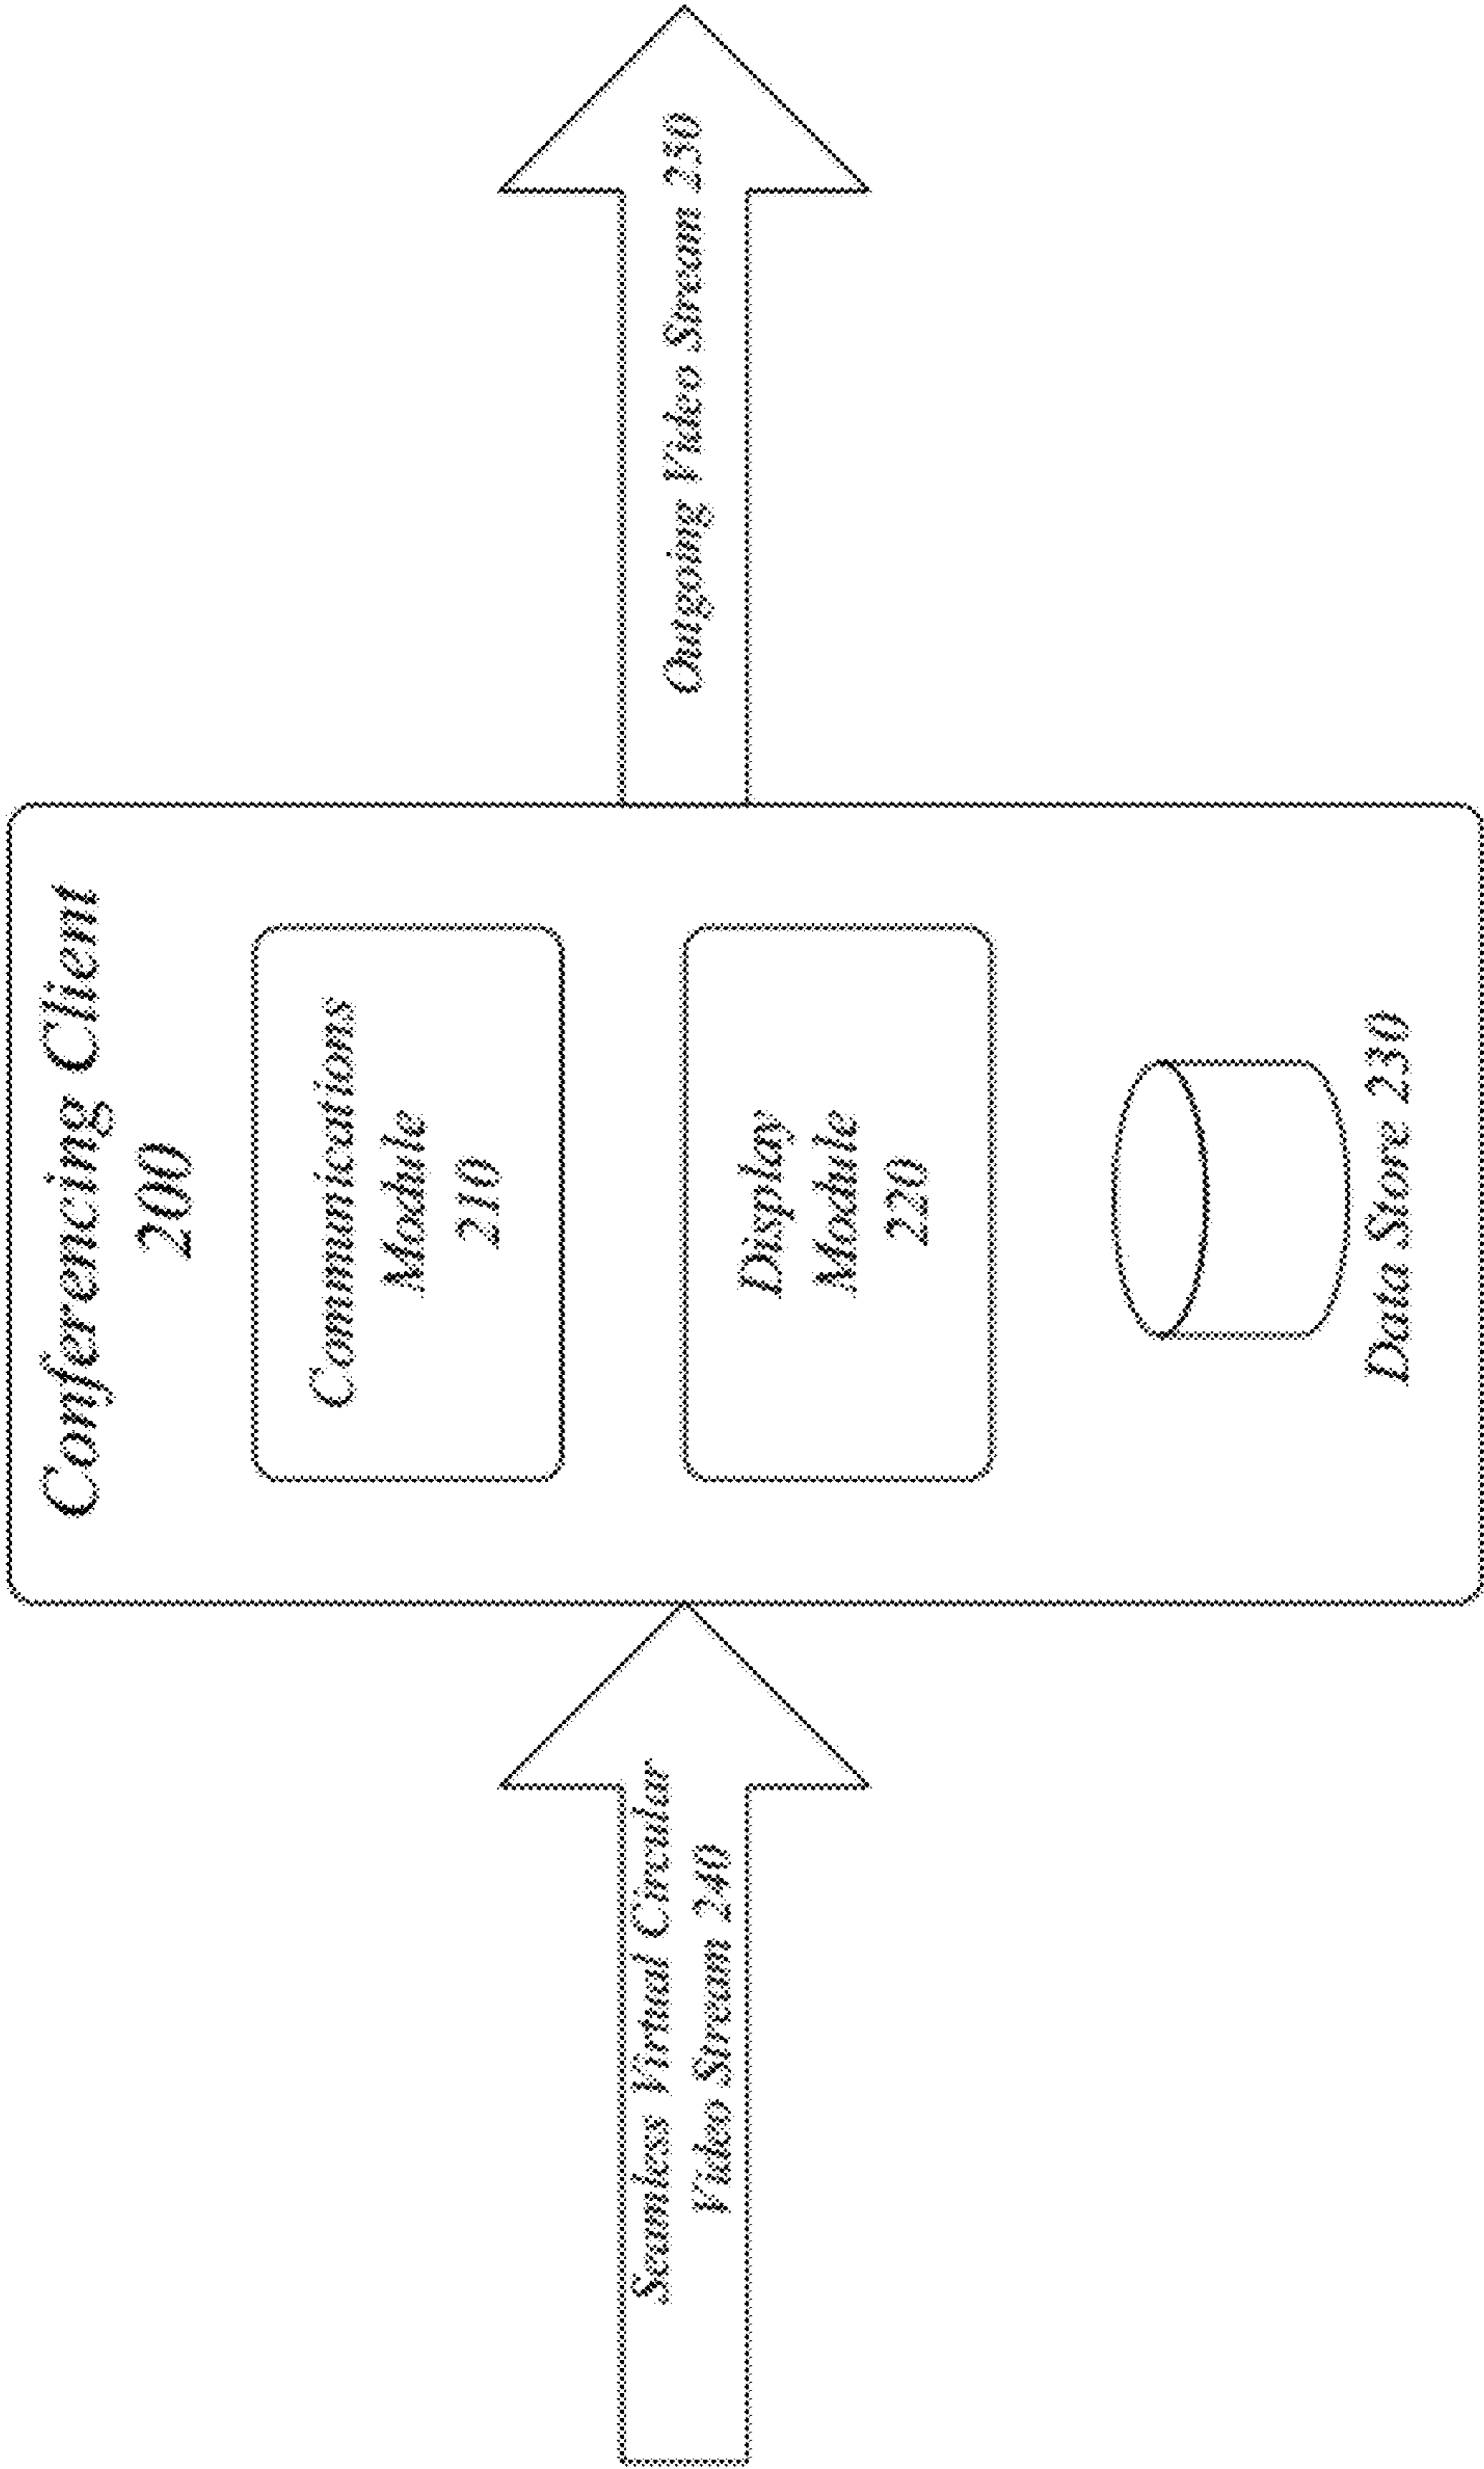 Conferencing Client
200
Communications
Module
210
Display
Module
220
Data Store 230
Seamless Virtual Circular
Video Stream 240
Outgoing Video Stream 250